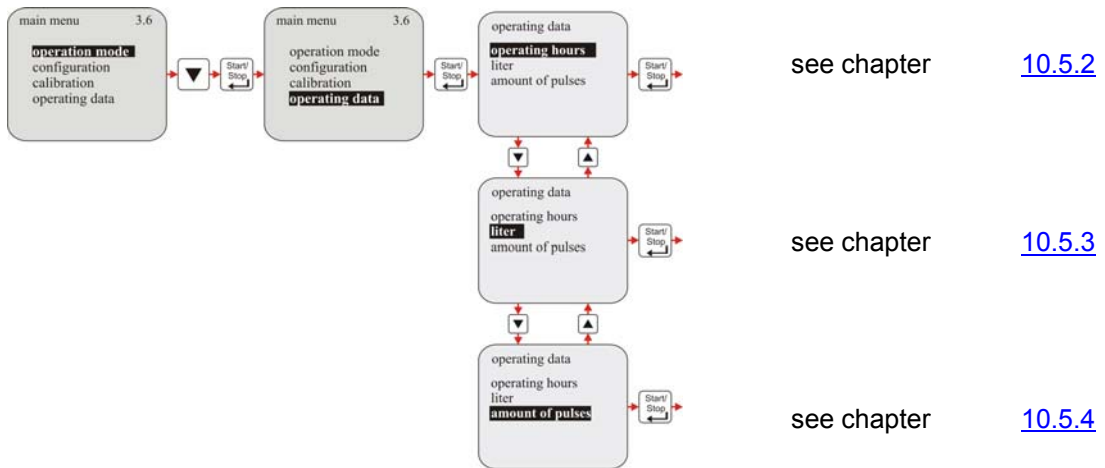 main menu 3.6
operation mode
configuration
calibration
operating data
▼
Start/
Stop
main menu 3.6
operation mode
configuration
calibration
operating data
Start/
Stop
operating data
operating hours
liter
amount of pulses
Start/
Stop
see chapter 10.5.2
▼ ▲
operating data
operating hours
liter
amount of pulses
Start/
Stop
see chapter 10.5.3
▼ ▲
operating data
operating hours
liter
amount of pulses
Start/
Stop
see chapter 10.5.4